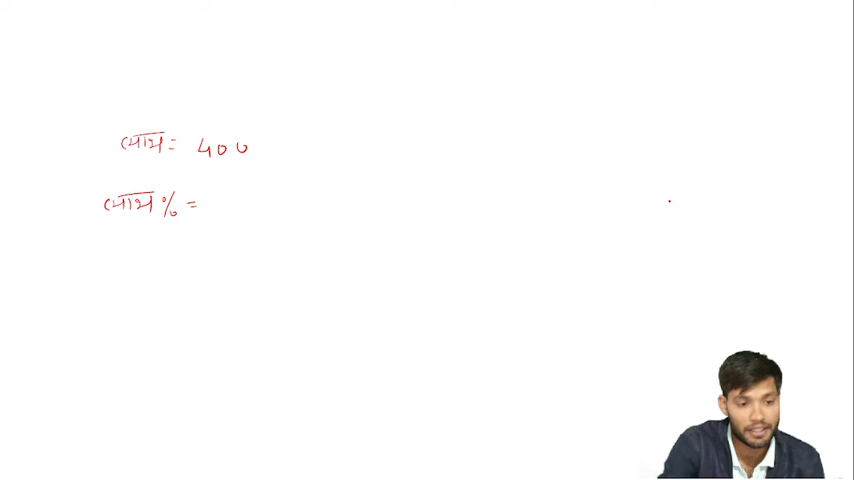 লাভ = 400
লাভ % =